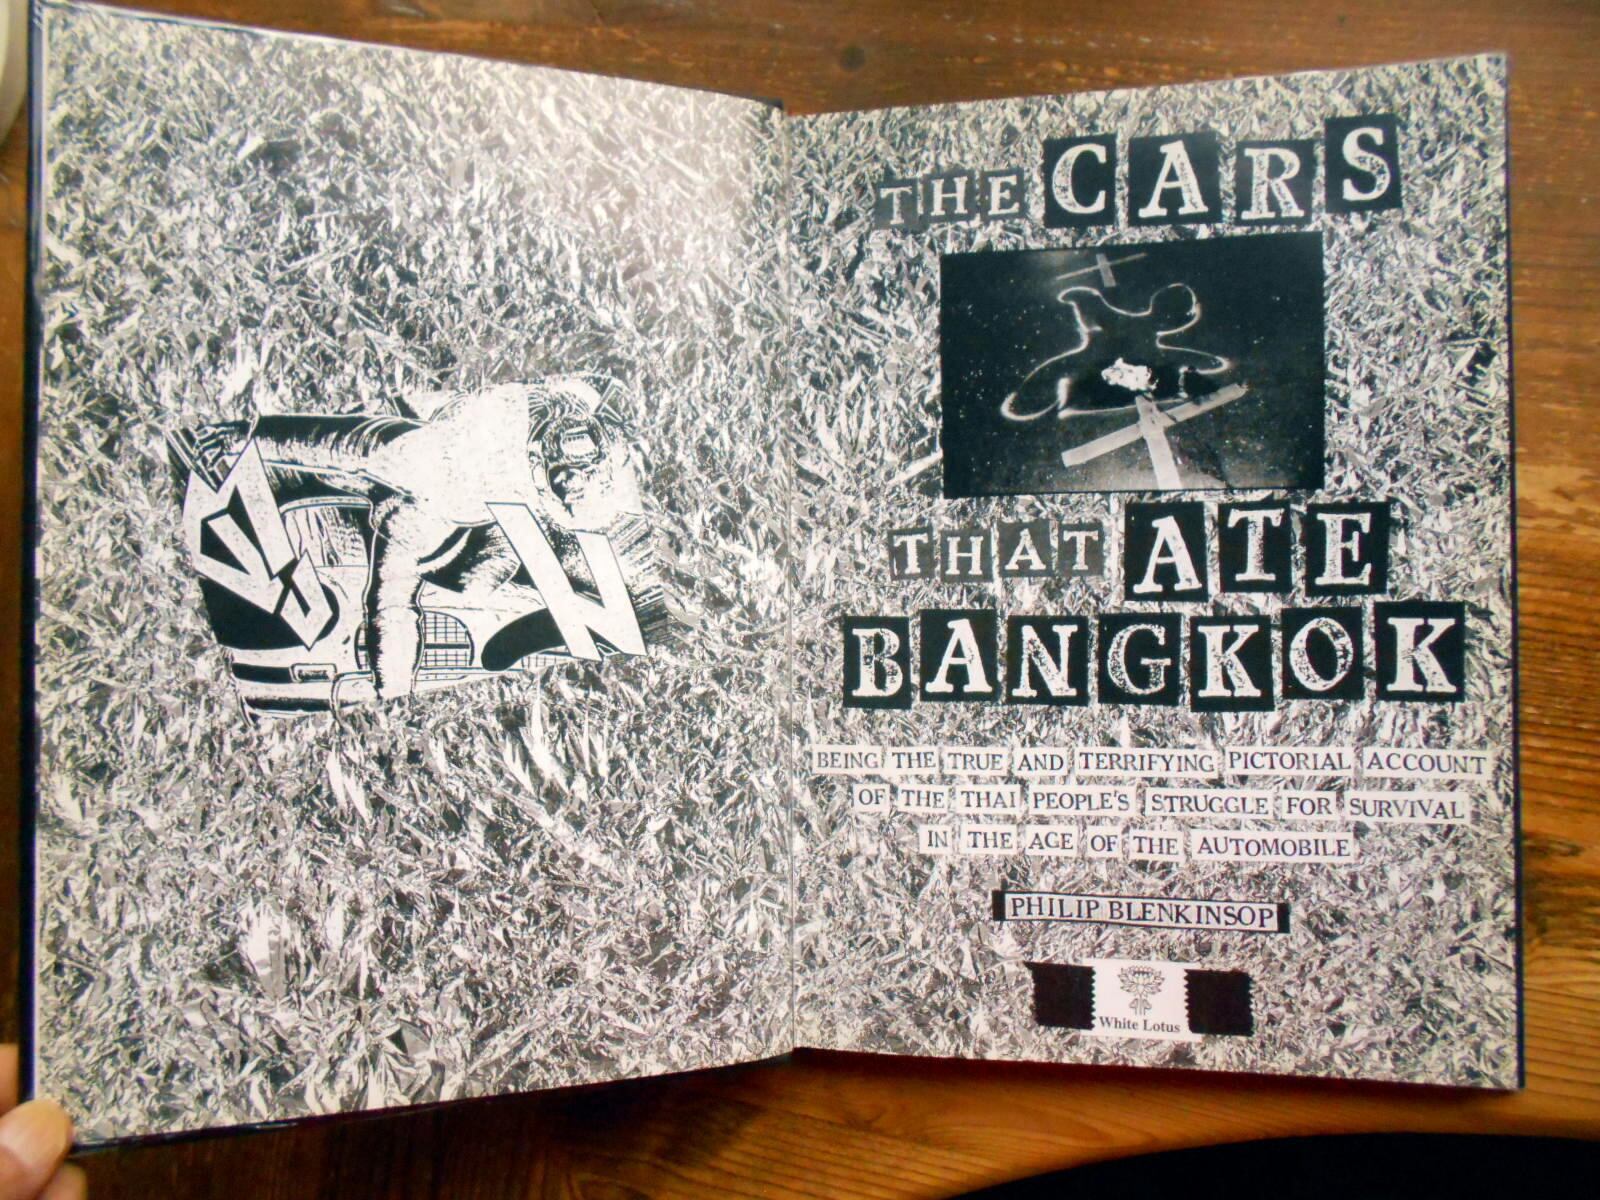 THE CARS
THAT ATE
BANGKOK
BEING THE TRUE AND TERRIFYING PICTORIAL ACCOUNT
OF THE THAI PEOPLE'S STRUGGLE FOR SURVIVAL
IN THE AGE OF THE AUTOMOBILE
PHILIP BLENKINSOP
White Lotus